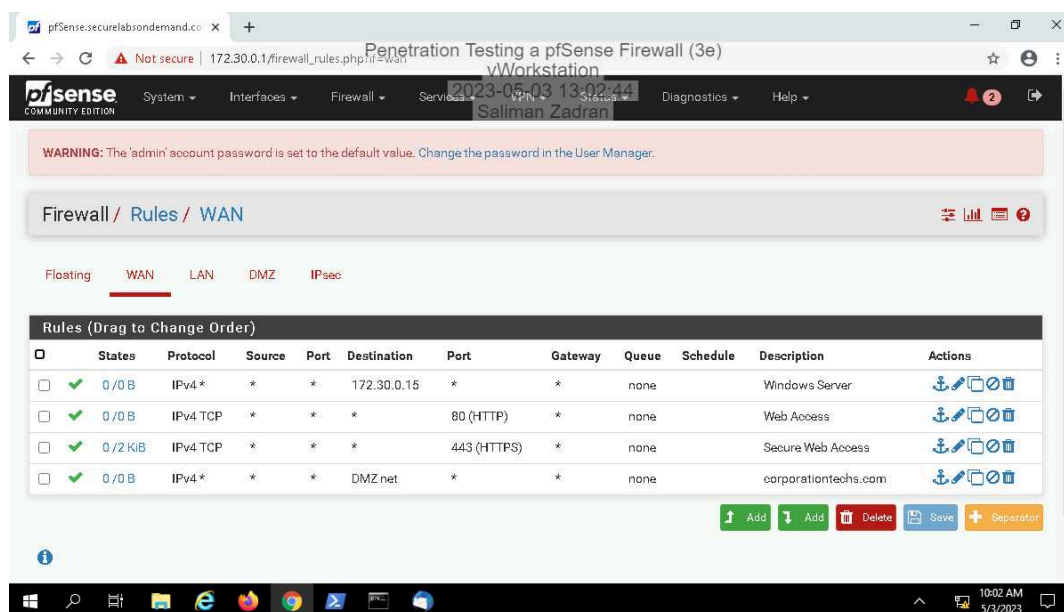 pfSense.securelabsondemand.co
Not secure | 172.30.0.1/firewall_rules.php?if=wan
Penetration Testing a pfSense Firewall (3e)
vWorkstation
2023-05-03 13:02:44
Saliman Zadran
pfsense
COMMUNITY EDITION
System Interfaces Firewall Services VPN Status Diagnostics Help 2
WARNING: The 'admin' account password is set to the default value. Change the password in the User Manager.
Firewall / Rules / WAN
Floating WAN LAN DMZ IPsec
Rules (Drag to Change Order)
States Protocol Source Port Destination Port Gateway Queue Schedule Description Actions
0 /0 B IPv4 * * * 172.30.0.15 * * none Windows Server
0 /0 B IPv4 TCP * * * 80 (HTTP) * none Web Access
0 /2 KiB IPv4 TCP * * * 443 (HTTPS) * none Secure Web Access
0 /0 B IPv4 * * * DMZ net * * none corporationtechs.com
Add Add Delete Save Separator
10:02 AM
5/3/2023